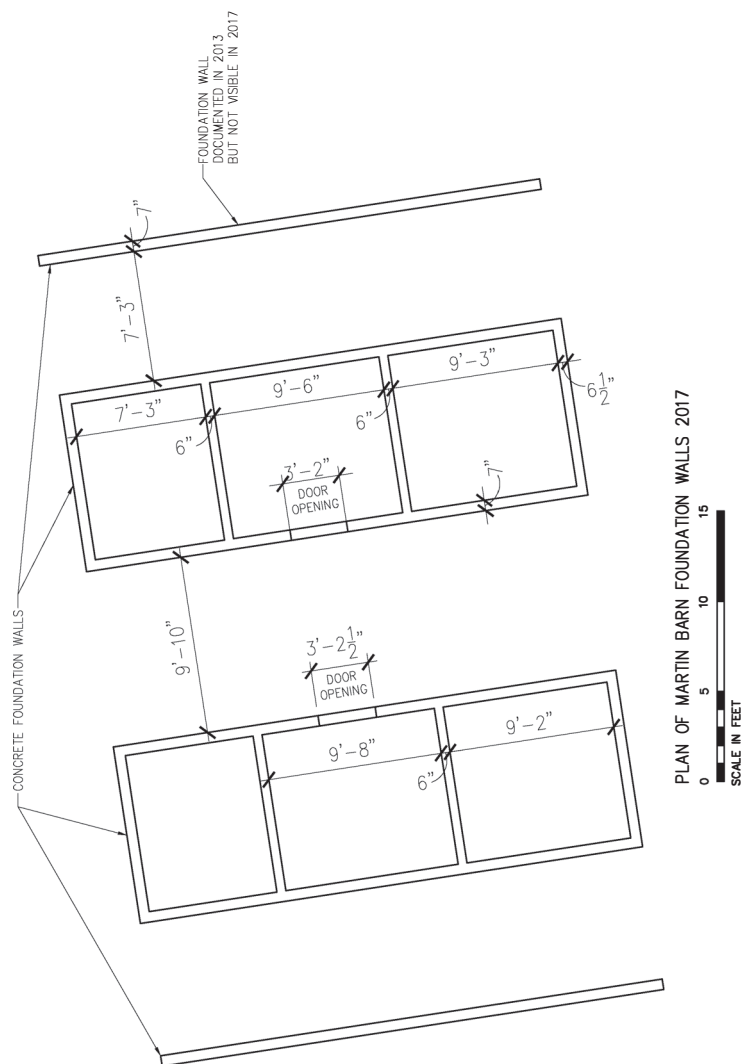 CONCRETE FOUNDATION WALLS
FOUNDATION WALL
DOCUMENTED IN 2013
BUT NOT VISIBLE IN 2017
7"
7'-3"
7'-3"
6"
9'-6"
6"
9'-3"
6 1/2"
3'-2"
DOOR
OPENING
7"
9'-10"
3'-2 1/2"
DOOR
OPENING
9'-8"
6"
9'-2"
PLAN OF MARTIN BARN FOUNDATION WALLS 2017
0 5 10 15
SCALE IN FEET